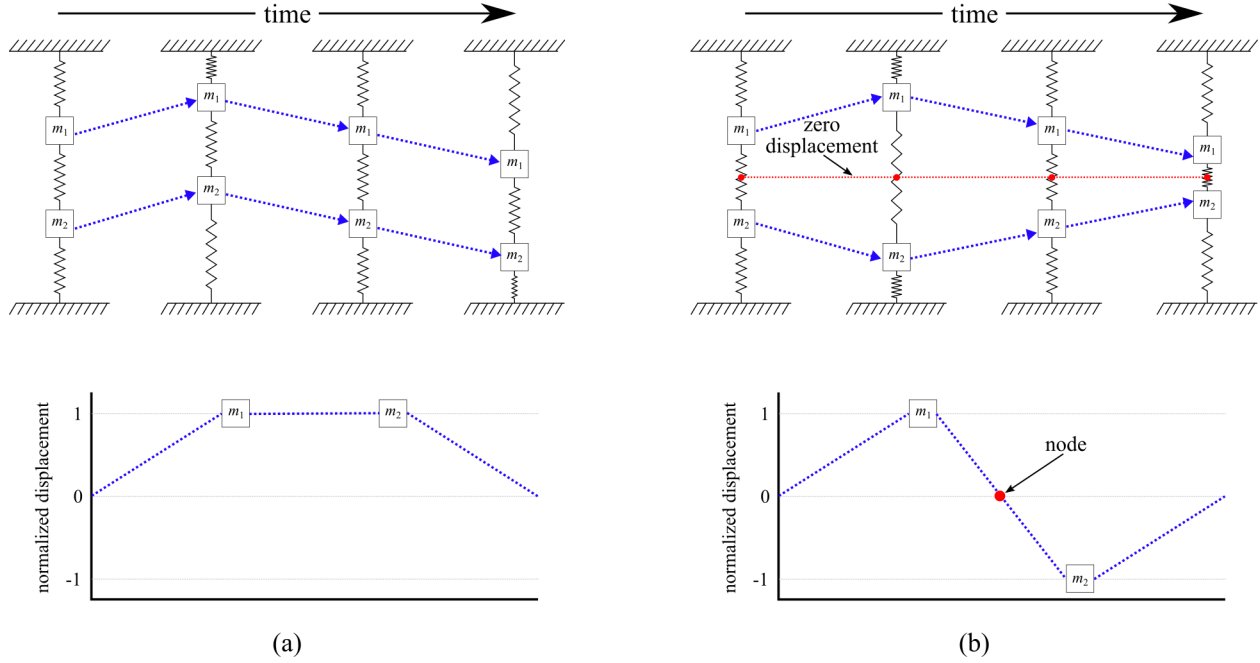 time
m1
m2
m1
m2
m1
m2
m1
m2
normalized displacement
1
0
-1
m1
m2
(a)
time
m1
m2
m1
m2
m1
m2
m1
m2
zero
displacement
normalized displacement
1
0
-1
m1
m2
node
(b)